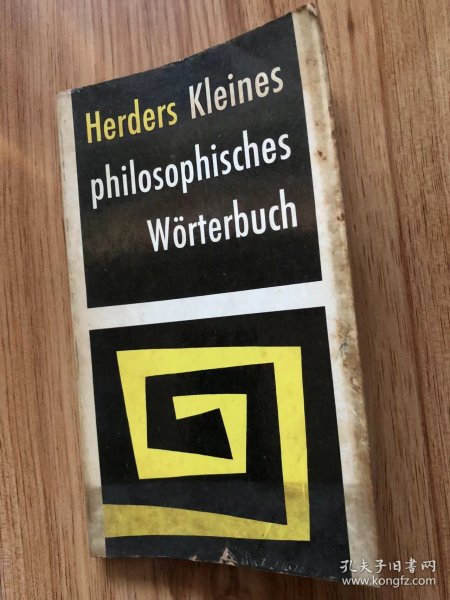 Herders Kleines
philosophisches
Wörterbuch
孔夫子旧书网
www.kongfz.com